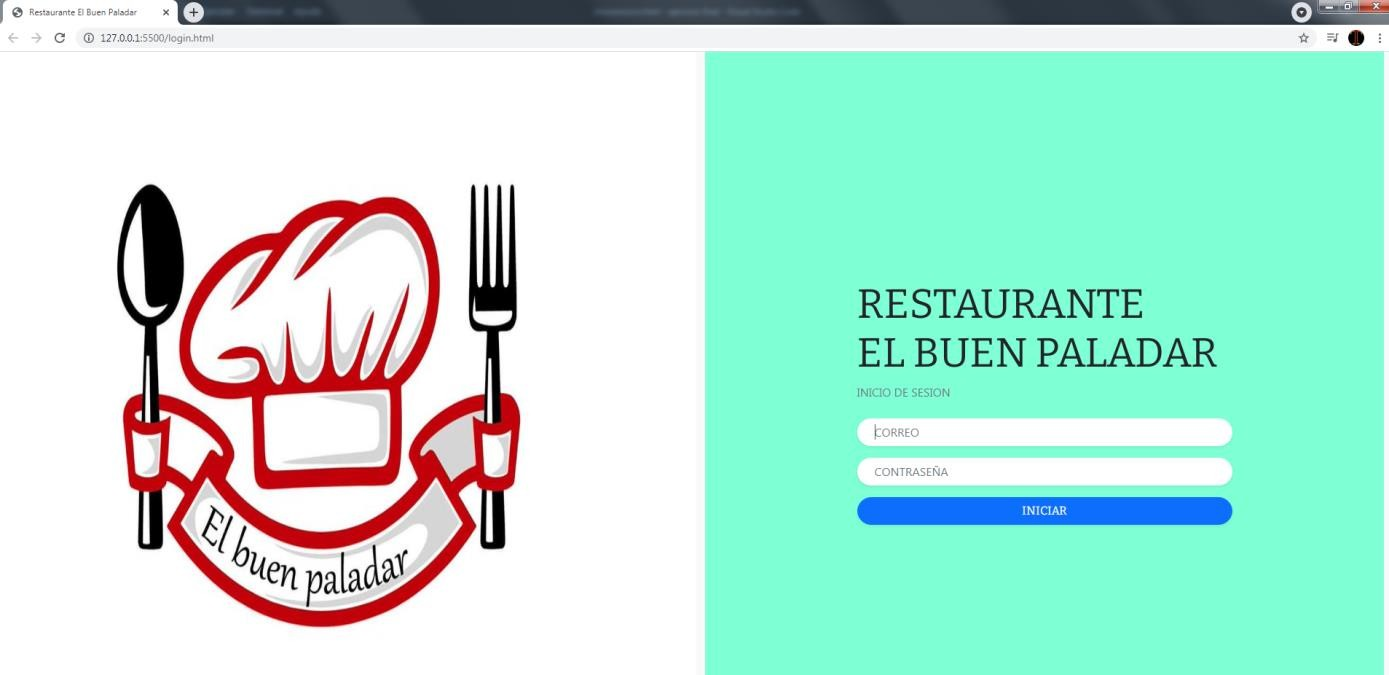 Restaurante El Buen Paladar
127.0.0.1:5500/login.html
El buen paladar
RESTAURANTE
EL BUEN PALADAR
INICIO DE SESION
CORREO
CONTRASEÑA
INICIAR